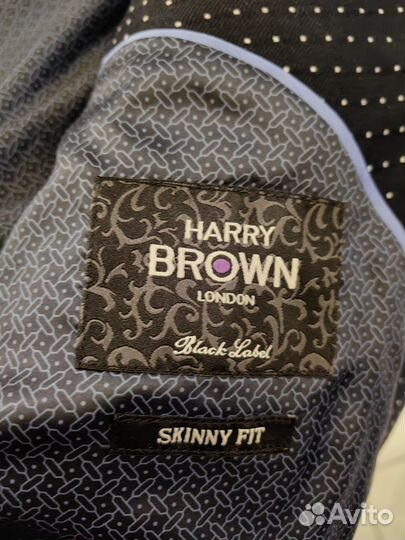 HARRY
BROWN
LONDON
Black Label
SKINNY FIT
Avito